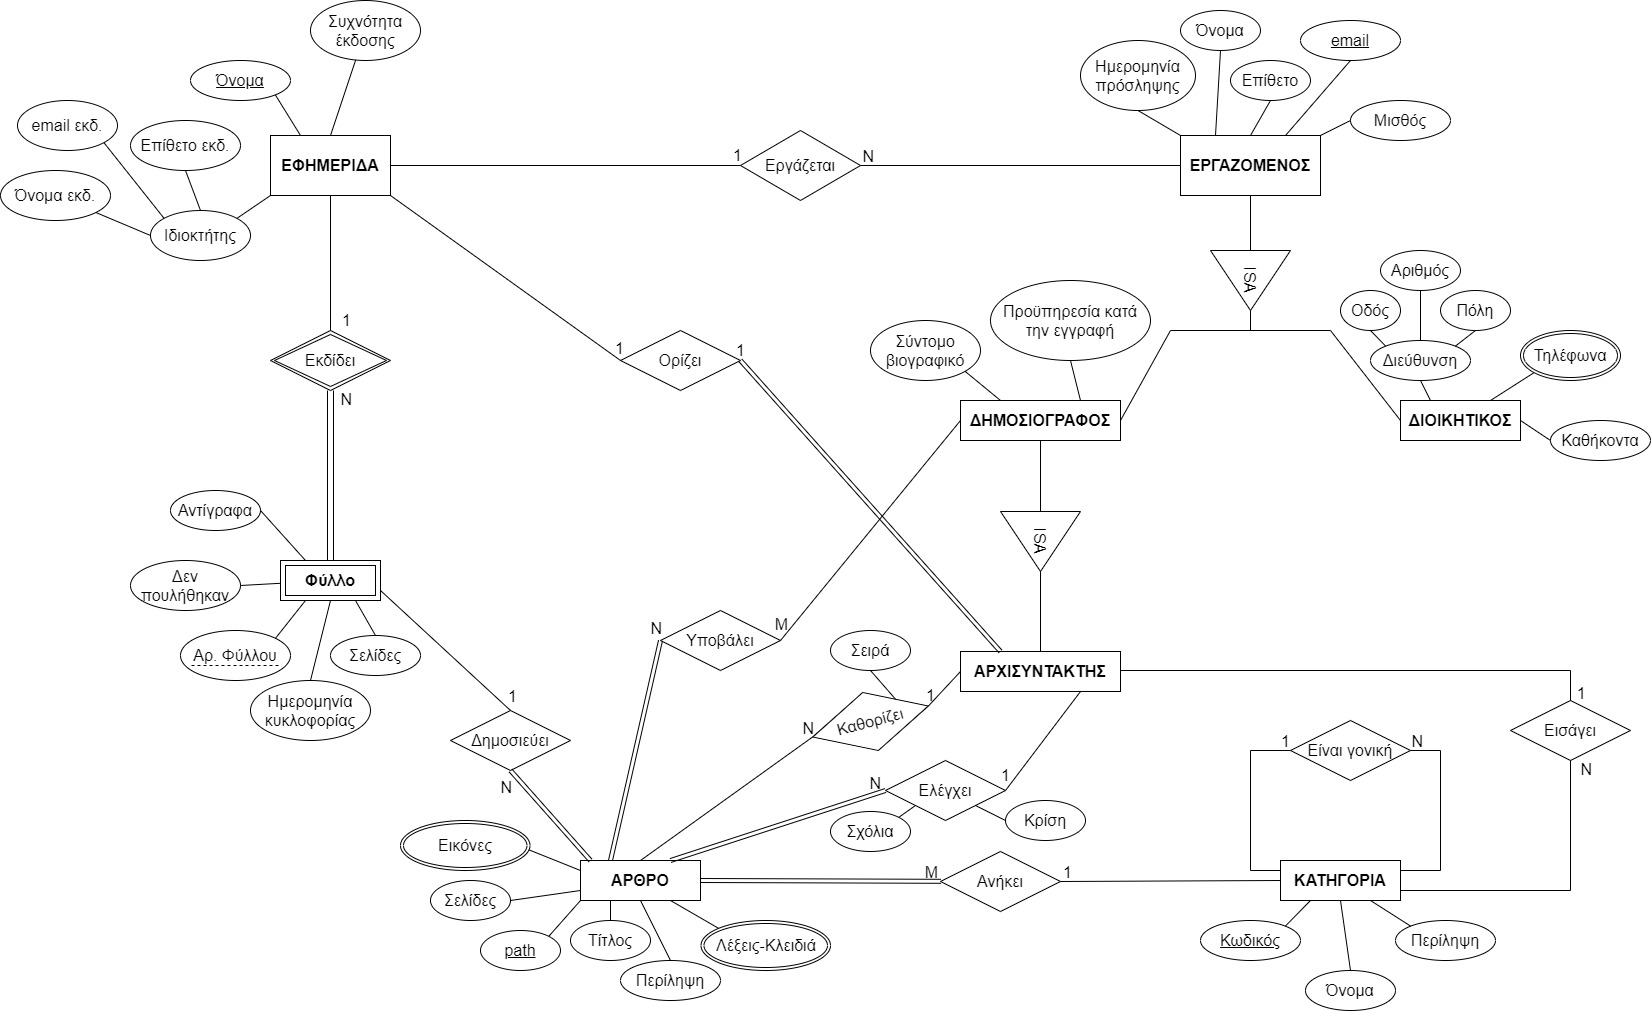 Συχνότητα
έκδοσης
Όνομα
email εκδ.
Επίθετο εκδ.
Όνομα εκδ.
Ιδιοκτήτης
ΕΦΗΜΕΡΙΔΑ
1
Εργάζεται
N
Ημερομηνία
πρόσληψης
Όνομα
Επίθετο
email
Μισθός
ΕΡΓΑΖΟΜΕΝΟΣ
ISA
1
Εκδίδει
N
1
Ορίζει
1
Σύντομο
βιογραφικό
Προϋπηρεσία κατά
την εγγραφή
ΔΗΜΟΣΙΟΓΡΑΦΟΣ
Αριθμός
Οδός
Πόλη
Διεύθυνση
Τηλέφωνα
ΔΙΟΙΚΗΤΙΚΟΣ
Καθήκοντα
ISA
Αντίγραφα
Δεν
πουλήθηκαν
Φύλλο
Αρ. Φύλλου
Σελίδες
Ημερομηνία
κυκλοφορίας
1
Δημοσιεύει
N
N
Υποβάλει
M
Σειρά
1
Καθορίζει
N
ΑΡΧΙΣΥΝΤΑΚΤΗΣ
1
Ελέγχει
N
Σχόλια
Κρίση
1
Εισάγει
N
1
Είναι γονική
N
Εικόνες
Σελίδες
path
Τίτλος
Περίληψη
Λέξεις-Κλειδιά
ΑΡΘΡΟ
M
Ανήκει
1
ΚΑΤΗΓΟΡΙΑ
Κωδικός
Όνομα
Περίληψη